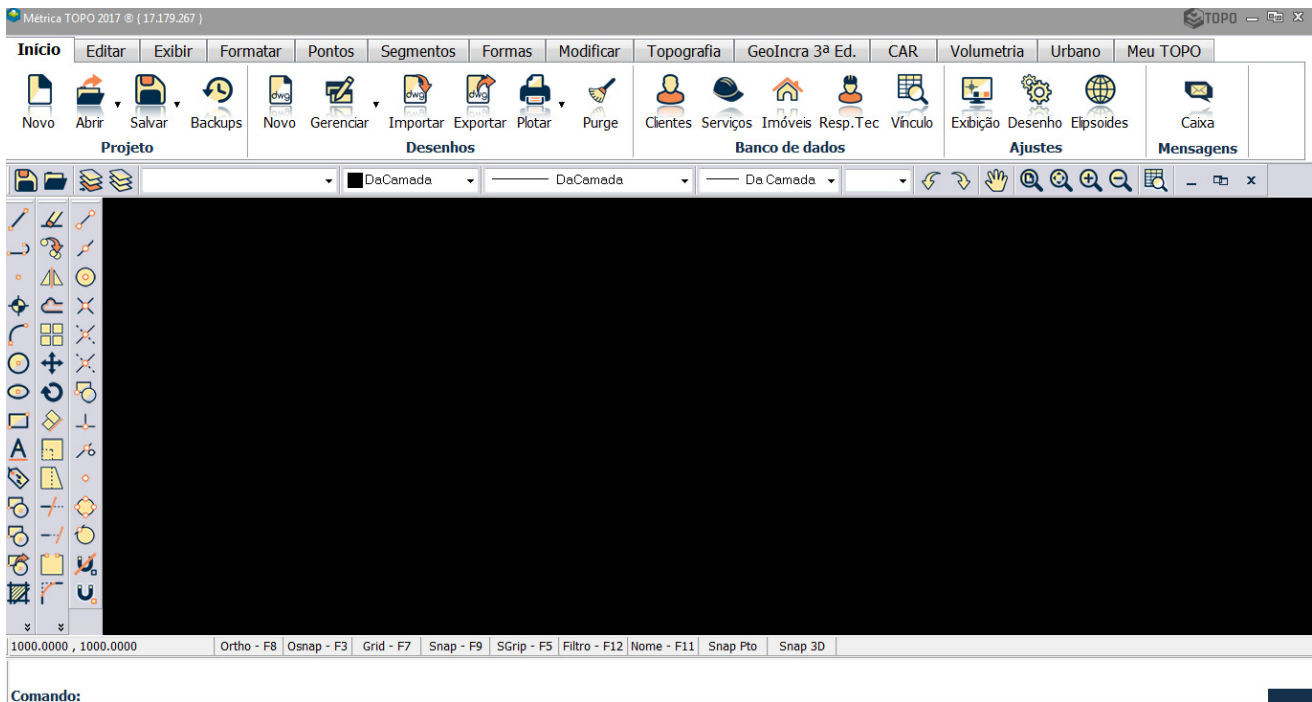 Métrica TOPO 2017 ® { 17.179.267 } TOPO
Início Editar Exibir Formatar Pontos Segmentos Formas Modificar Topografia GeoIncra 3ª Ed. CAR Volumetria Urbano Meu TOPO
dwg dwg dwg
Novo Abrir Salvar Backups Novo Gerenciar Importar Exportar Plotar Purge Clientes Serviços Imóveis Resp.Tec Vínculo Exibição Desenho Elipsoides Caixa
Projeto Desenhos Banco de dados Ajustes Mensagens
DaCamada DaCamada Da Camada
A
1000.0000 , 1000.0000 Ortho - F8 Osnap - F3 Grid - F7 Snap - F9 SGrip - F5 Filtro - F12 Nome - F11 Snap Pto Snap 3D
Comando: